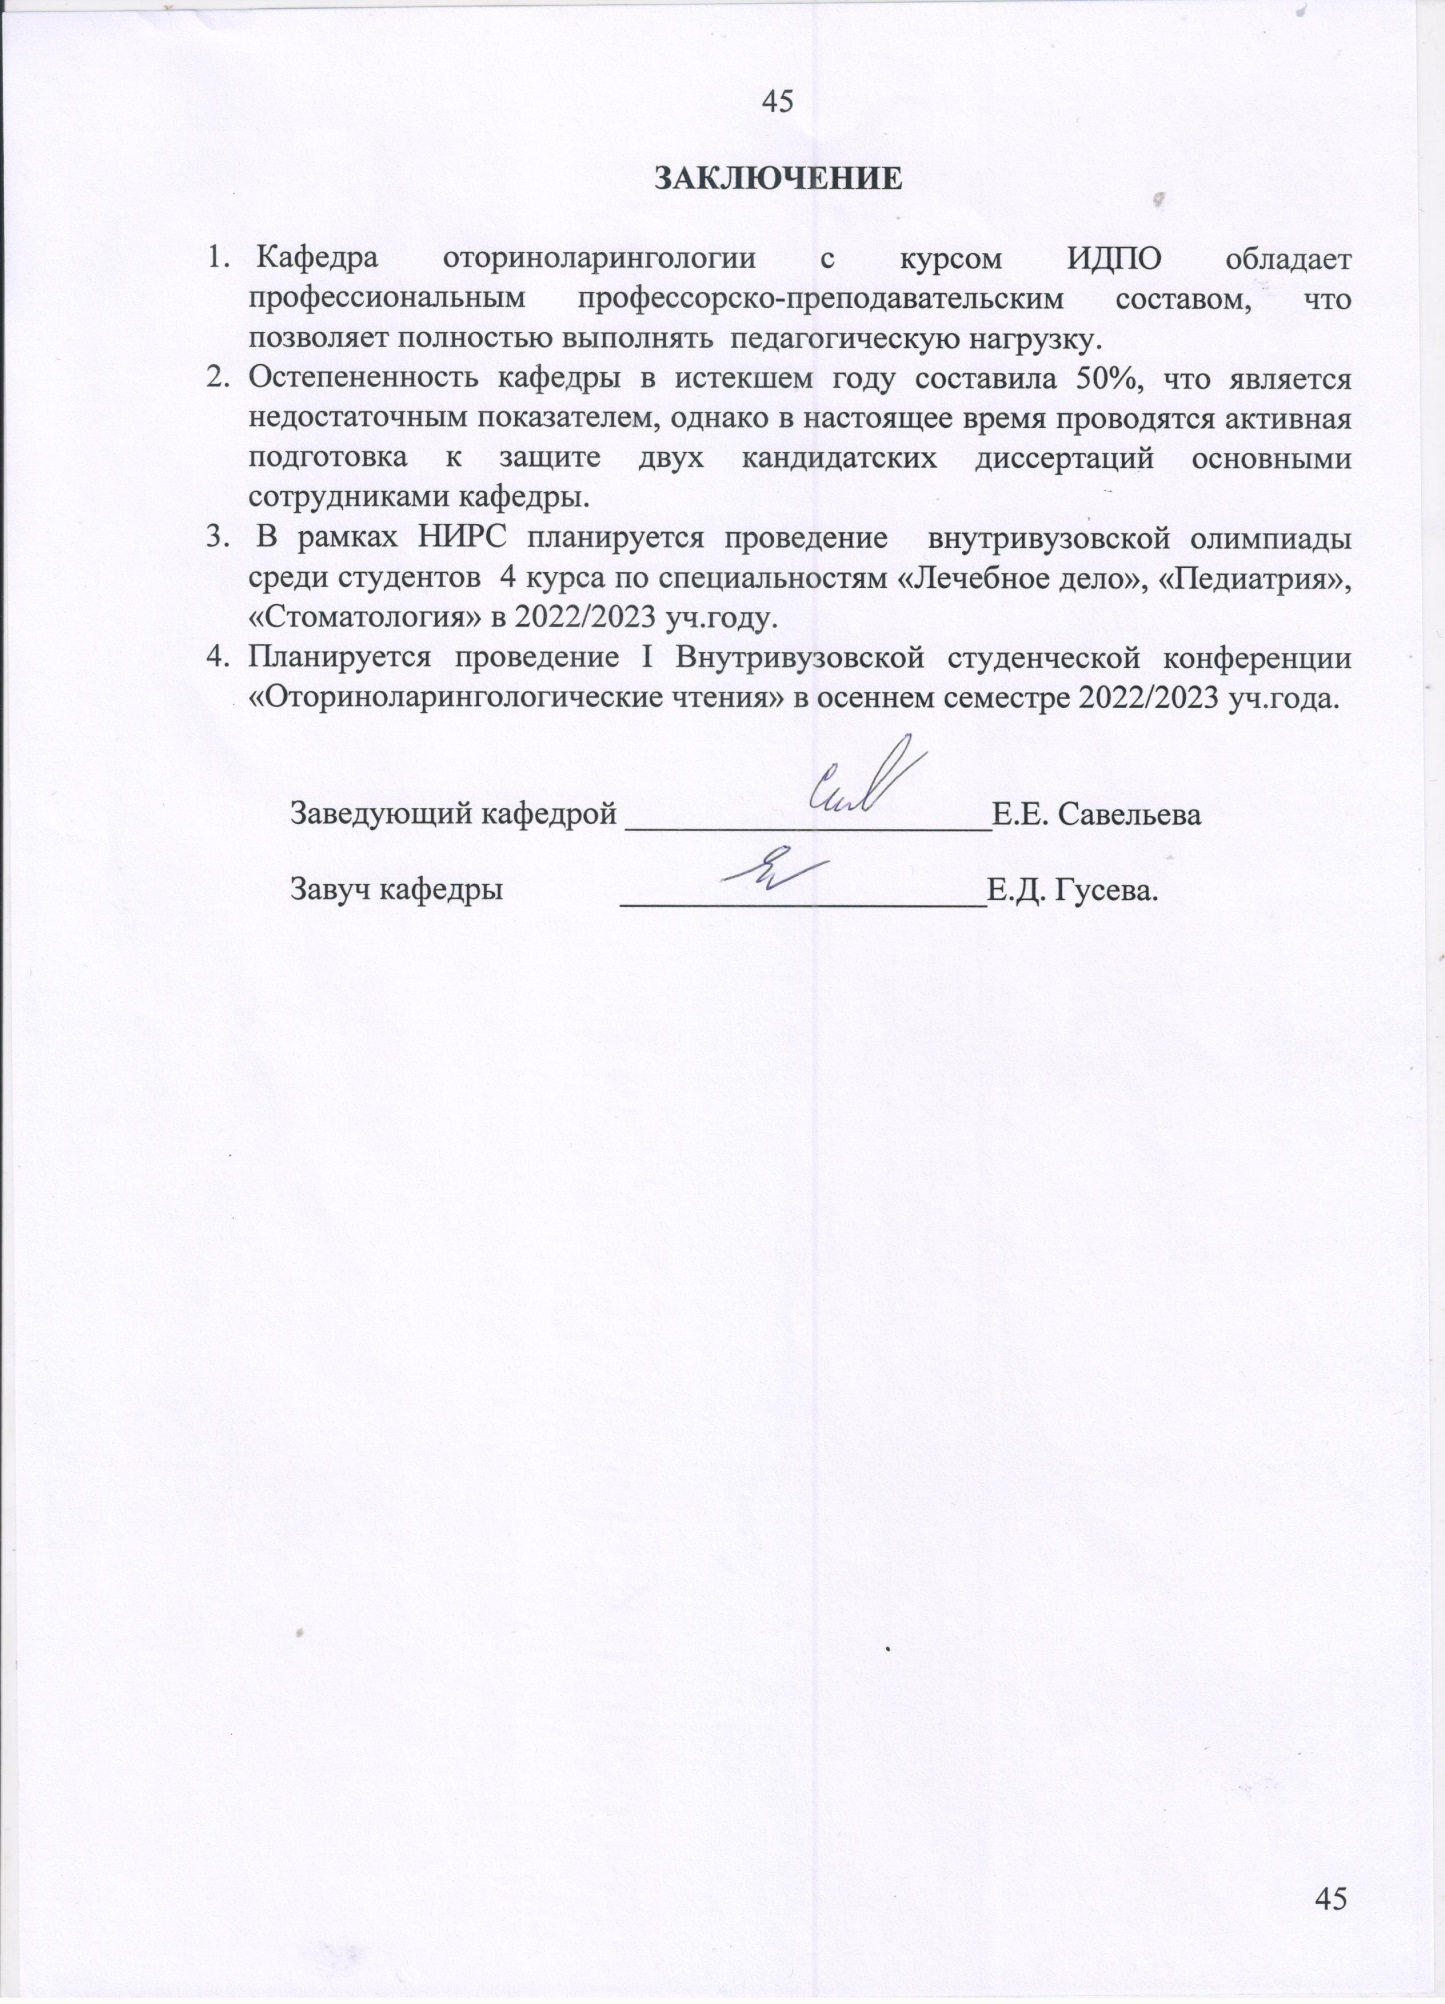 45
ЗАКЛЮЧЕНИЕ
1. Кафедра оториноларингологии с курсом ИДПО обладает
профессиональным профессорско-преподавательским составом, что
позволяет полностью выполнять педагогическую нагрузку.
2. Остепененность кафедры в истекшем году составила 50%, что является
недостаточным показателем, однако в настоящее время проводятся активная
подготовка к защите двух кандидатских диссертаций основными
сотрудниками кафедры.
3. В рамках НИРС планируется проведение внутривузовской олимпиады
среди студентов 4 курса по специальностям «Лечебное дело», «Педиатрия»,
«Стоматология» в 2022/2023 уч.году.
4. Планируется проведение I Внутривузовской студенческой конференции
«Оториноларингологические чтения» в осеннем семестре 2022/2023 уч.года.
Заведующий кафедрой ______________________Е.Е. Савельева
Завуч кафедры ______________________Е.Д. Гусева.
45